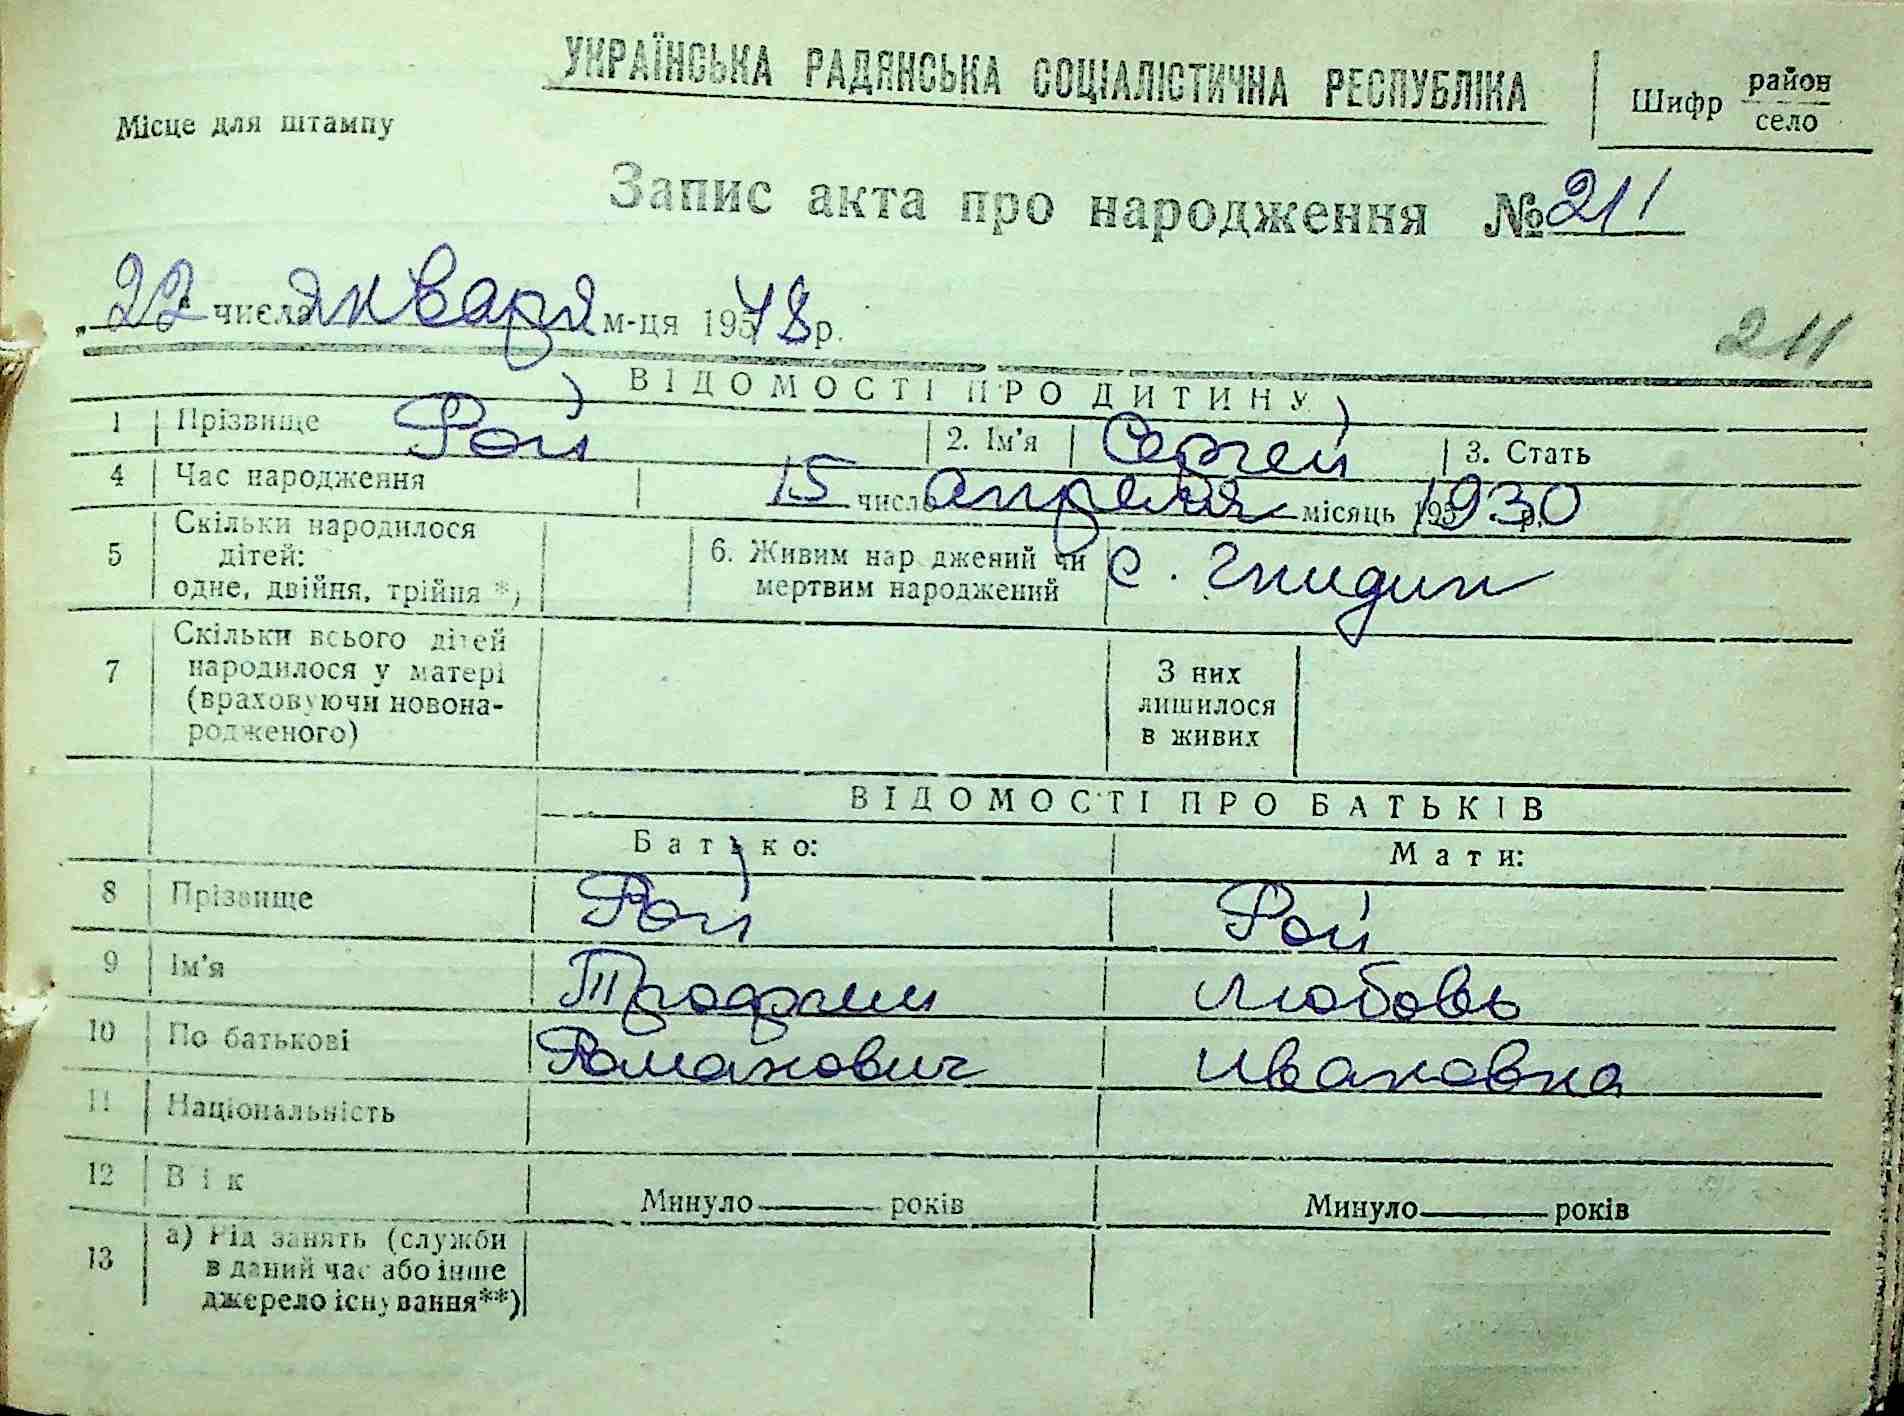 УКРАЇНСЬКА РАДЯНСЬКА СОЦІАЛІСТИЧНА РЕСПУБЛІКА
Шифр район село
Місце для штампу
Запис акта про народження № 211
„22 числа января м-ця 1948 р.
211
ВІДОМОСТІ ПРО ДИТИНУ
1 Прізвище Рой 2. Ім'я Сергей 3. Стать
4 Час народження 15 числа апреля місяць 1930 р.
5 Скільки народилося дітей: одне, двійня, трійня *)
6. Живим народжений чи мертвим народжений с. Гнидин
7 Скільки всього дітей народилося у матері (враховуючи новонародженого)
З них лишилося в живих
ВІДОМОСТІ ПРО БАТЬКІВ
Батько: Мати:
8 Прізвище Рой Рой
9 Ім'я Трофим Любовь
10 По батькові Романович Ивановна
11 Національність
12 Вік Минуло —— років Минуло —— років
13 а) Рід занять (служби в даний час або інше джерело існування**)